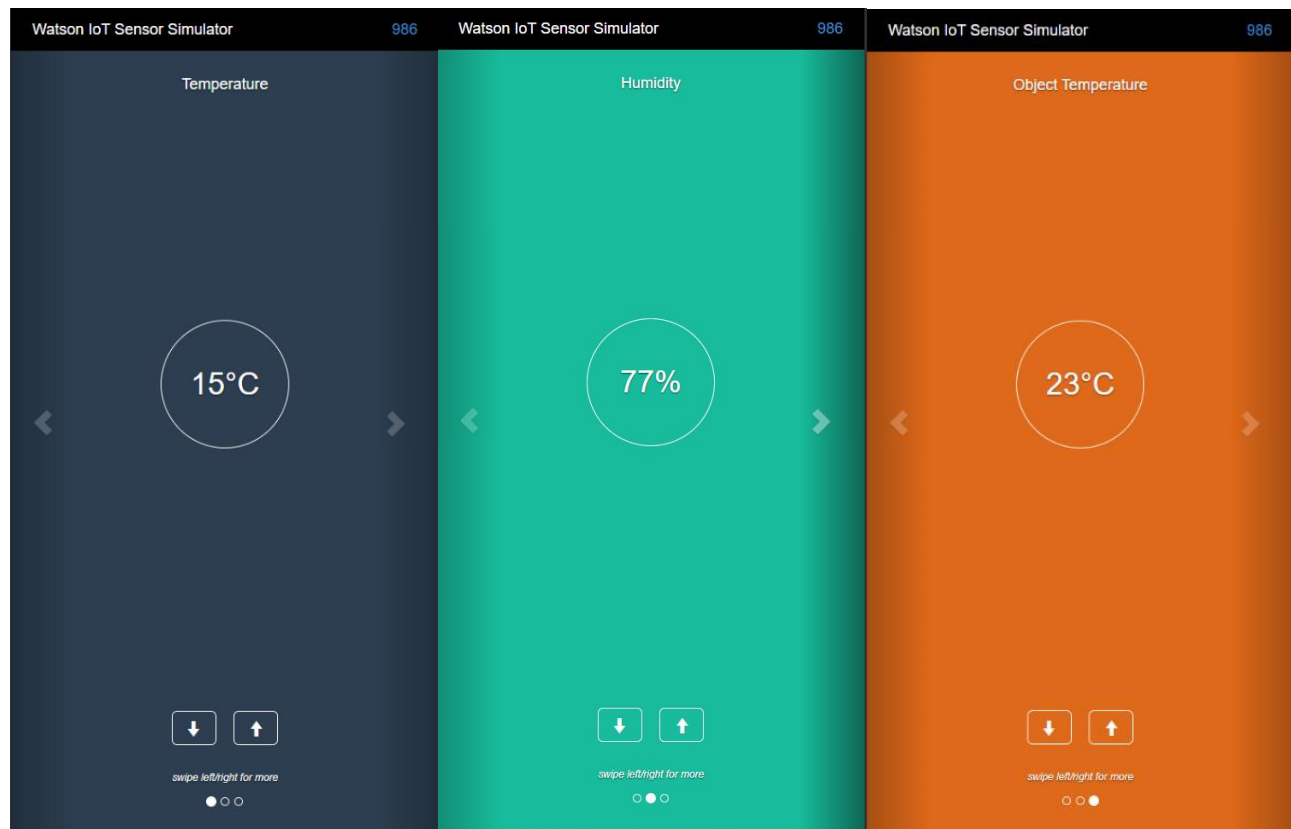 Watson IoT Sensor Simulator 986
Temperature
15°C
swipe left/right for more
Watson IoT Sensor Simulator 986
Humidity
77%
swipe left/right for more
Watson IoT Sensor Simulator 986
Object Temperature
23°C
swipe left/right for more